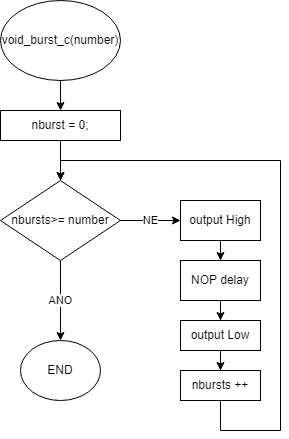 void_burst_c(number)
nburst = 0;
nbursts>= number
NE
output High
NOP delay
output Low
nbursts ++
ANO
END